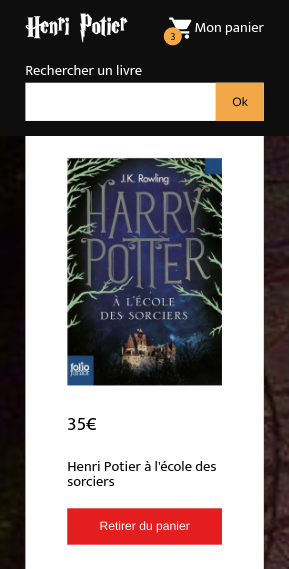 Henri Potier
3
Mon panier
Rechercher un livre
Ok
J.K. Rowling
HARRY
POTTER
À L'ÉCOLE
DES SORCIERS
folio
JUNIOR
35€
Henri Potier à l'école des
sorciers
Retirer du panier